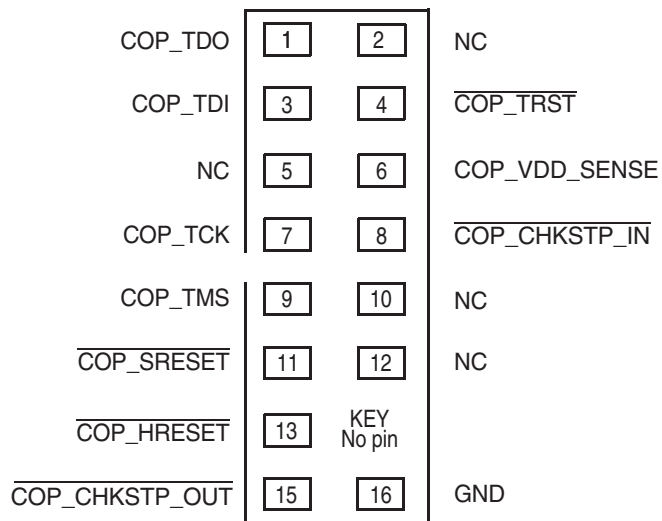 COP_TDO 1 2 NC
COP_TDI 3 4 COP_TRST
NC 5 6 COP_VDD_SENSE
COP_TCK 7 8 COP_CHKSTP_IN
COP_TMS 9 10 NC
COP_SRESET 11 12 NC
COP_HRESET 13 KEY
No pin
COP_CHKSTP_OUT 15 16 GND